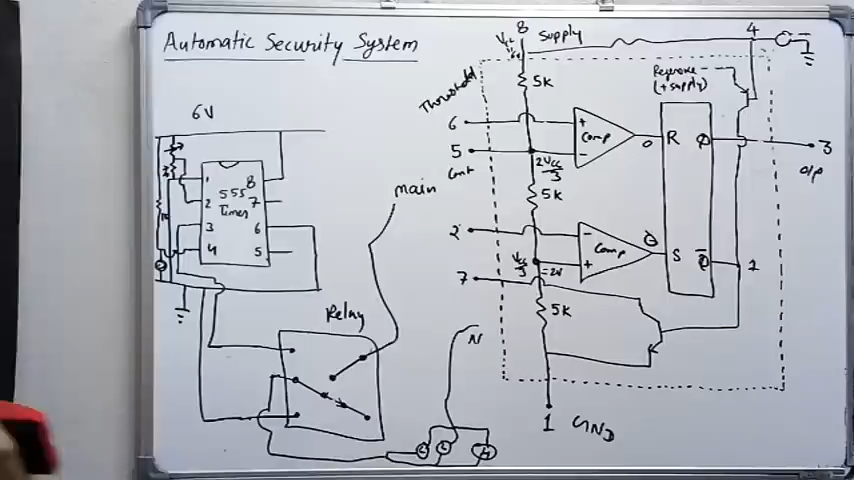 Automatic Security System
6V
1
2
3
4
555
Timer
8
7
6
5
main
Relay
N
8
Supply
4
Threshold
5K
6
5
Cont
+
-
Comp
2Vcc/3
5K
Reference
(+supply)
R
S
3
O/P
2
-
+
Comp
Vcc/3
=2V
7
5K
1
1 GND